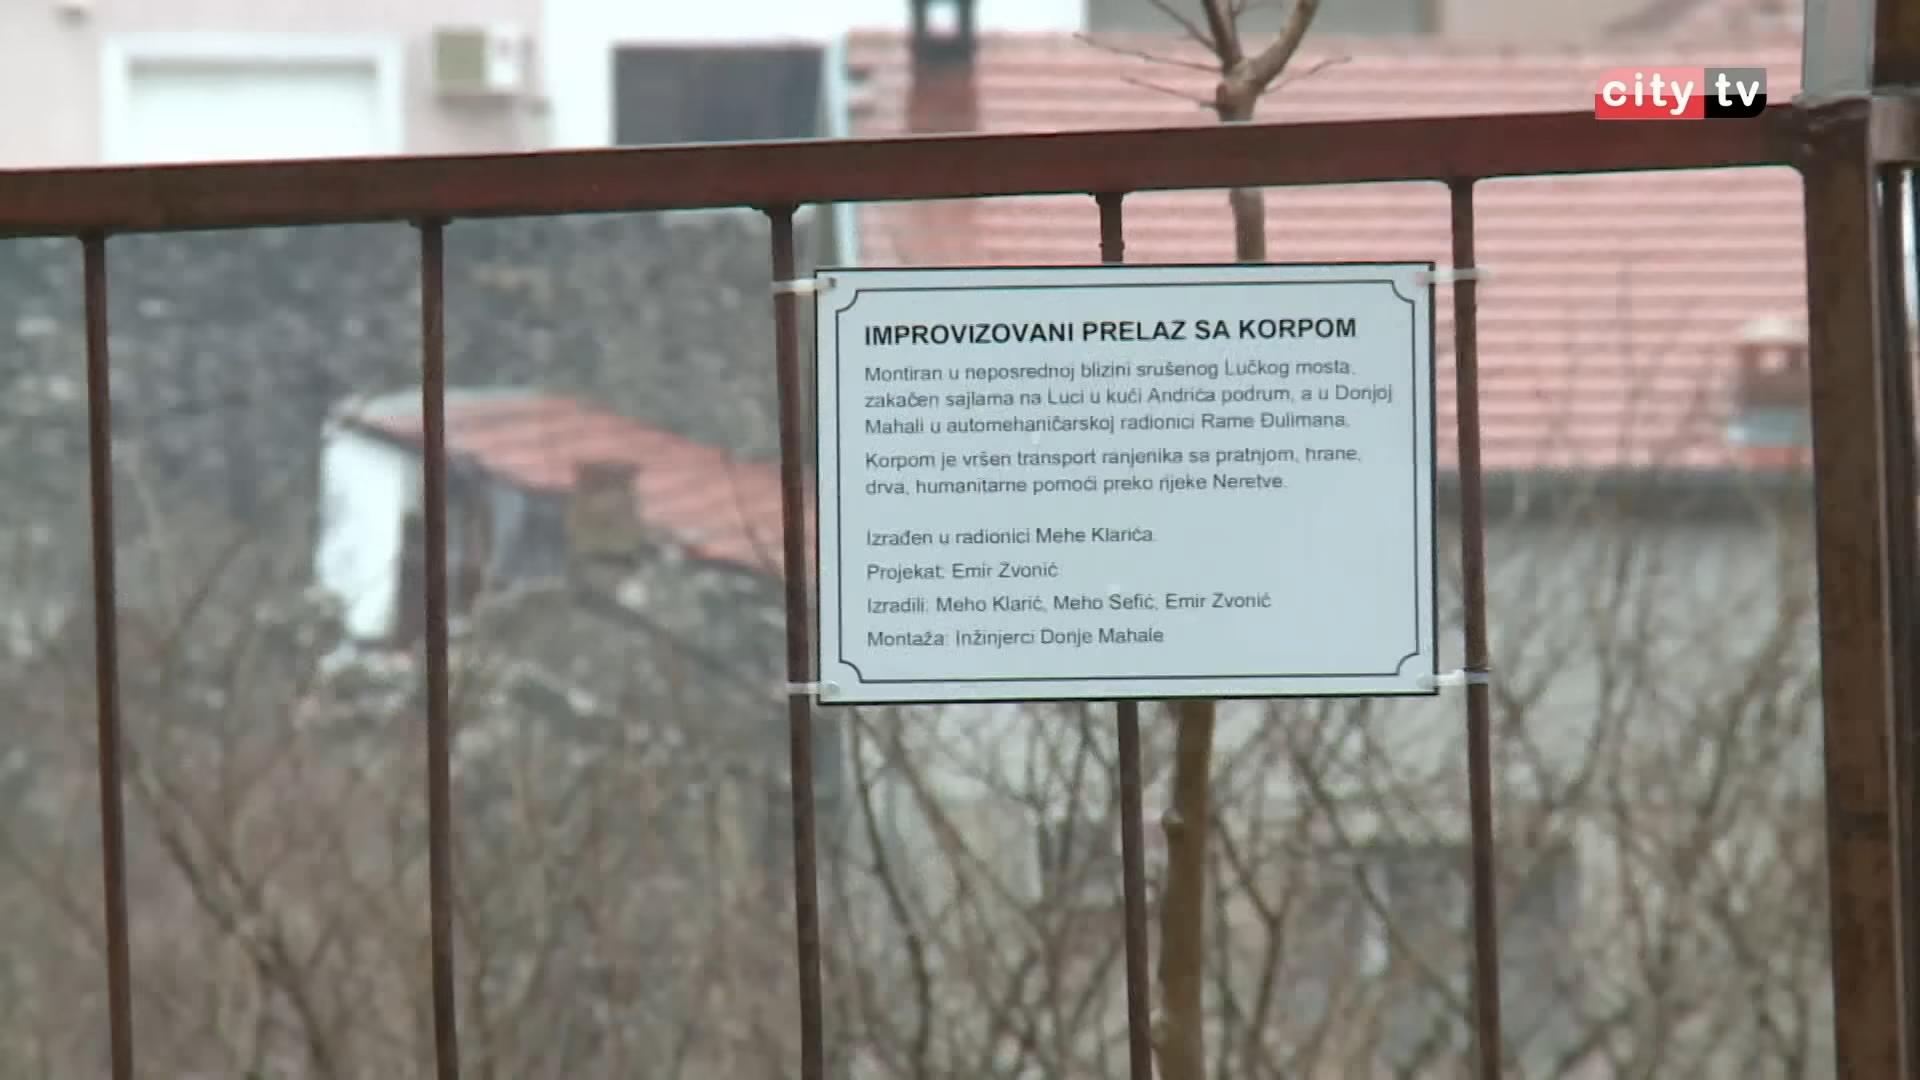 city tv
IMPROVIZOVANI PRELAZ SA KORPOM
Montiran u neposrednoj blizini srušenog Lučkog mosta,
zakačen sajlama na Luci u kući Andrića podrum, a u Donjoj
Mahali u automehaničarskoj radionici Rame Đulimana.
Korpom je vršen transport ranjenika sa pratnjom, hrane,
drva, humanitarne pomoći preko rijeke Neretve.
Izrađen u radionici Mehe Klarića.
Projekat: Emir Zvonić
Izradili: Meho Klarić, Meho Sefić, Emir Zvonić
Montaža: Inžinjerci Donje Mahale